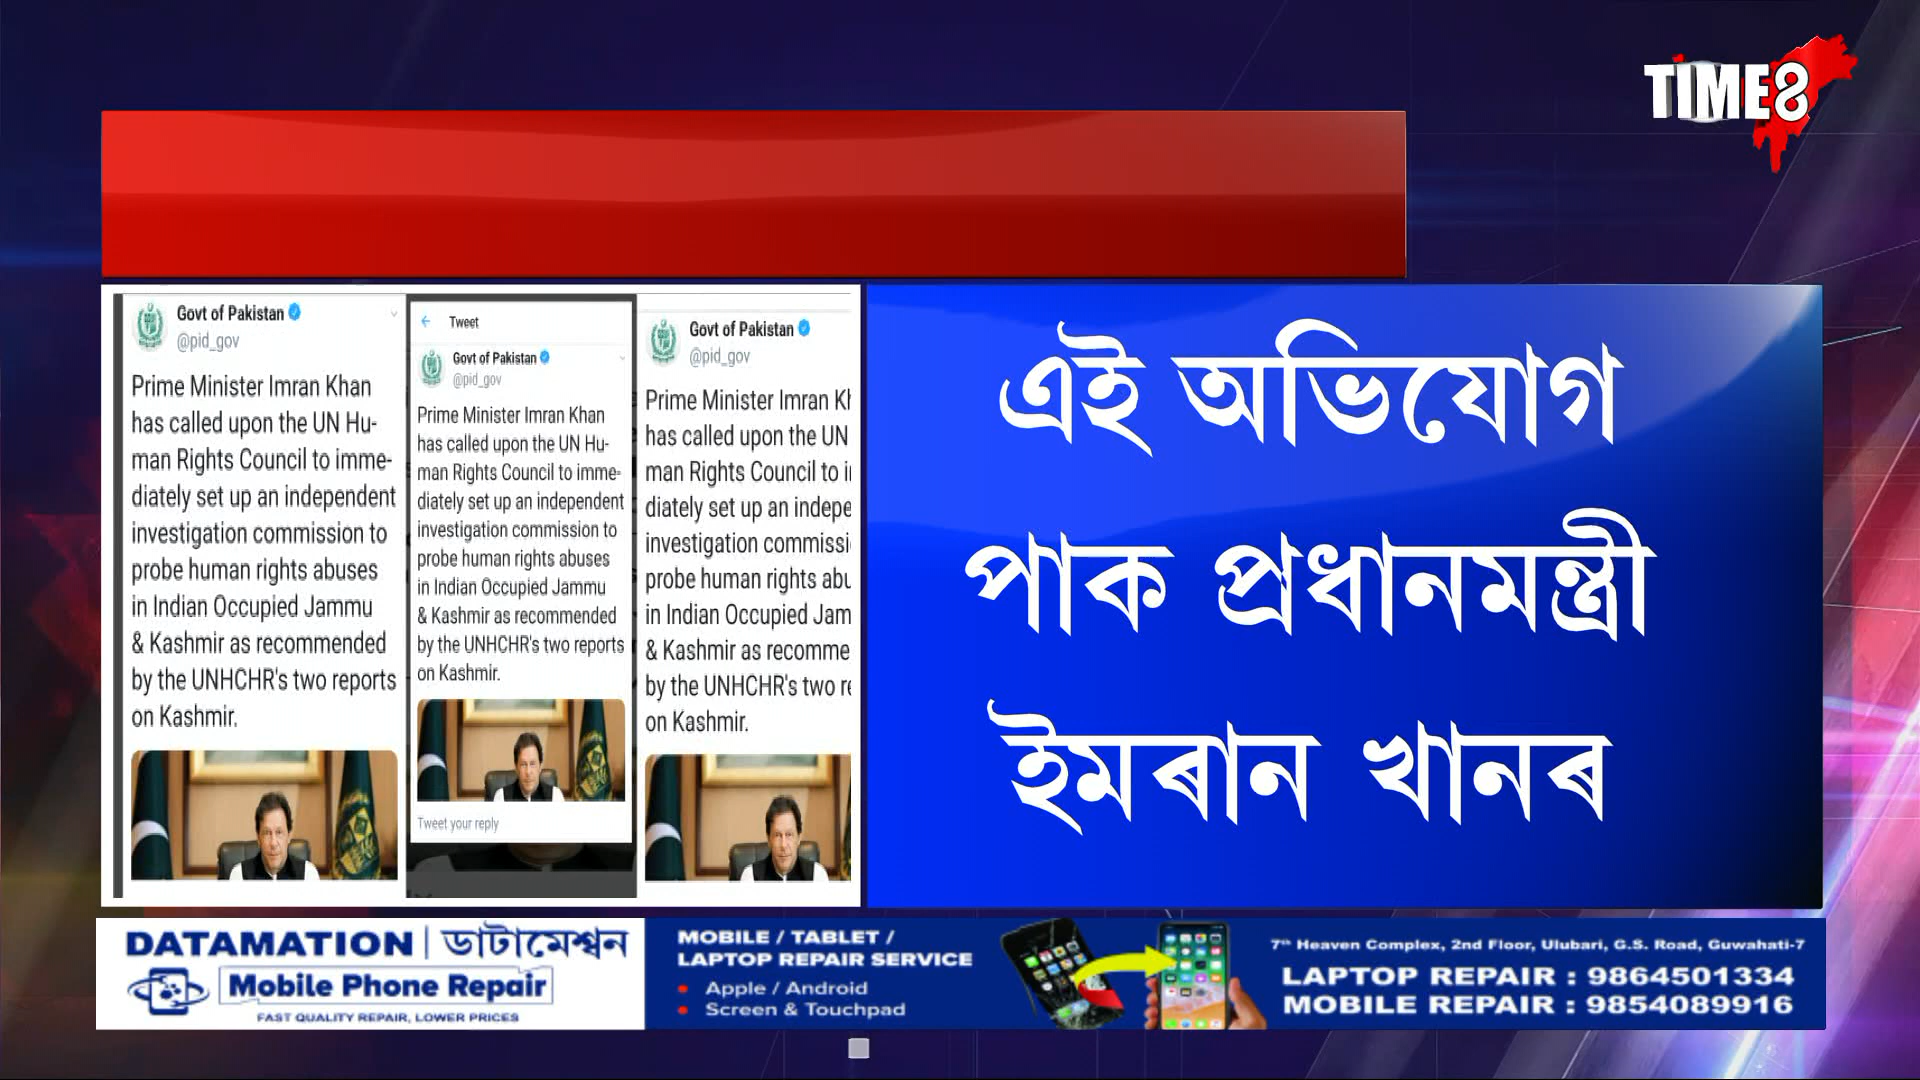 TIME8
Govt of Pakistan
@pid_gov
Prime Minister Imran Khan
has called upon the UN Hu-
man Rights Council to imme-
diately set up an independent
investigation commission to
probe human rights abuses
in Indian Occupied Jammu
& Kashmir as recommended
by the UNHCHR's two reports
on Kashmir.
Tweet
Govt of Pakistan
@pid_gov
Prime Minister Imran Khan
has called upon the UN Hu-
man Rights Council to imme-
diately set up an independent
investigation commission to
probe human rights abuses
in Indian Occupied Jammu
& Kashmir as recommended
by the UNHCHR's two reports
on Kashmir.
Tweet your reply
Govt of Pakistan
@pid_gov
Prime Minister Imran Kh
has called upon the UN
man Rights Council to i
diately set up an indepe
investigation commissi
probe human rights abu
in Indian Occupied Jam
& Kashmir as recomme
by the UNHCHR's two re
on Kashmir.
এই অভিযোগ
পাক প্ৰধানমন্ত্ৰী
ইমৰান খানৰ
DATAMATION | ডাটামেশ্বন
Mobile Phone Repair
FAST QUALITY REPAIR, LOWER PRICES
MOBILE / TABLET /
LAPTOP REPAIR SERVICE
• Apple / Android
• Screen & Touchpad
7th Heaven Complex, 2nd Floor, Ulubari, G.S. Road, Guwahati-7
LAPTOP REPAIR : 9864501334
MOBILE REPAIR : 9854089916